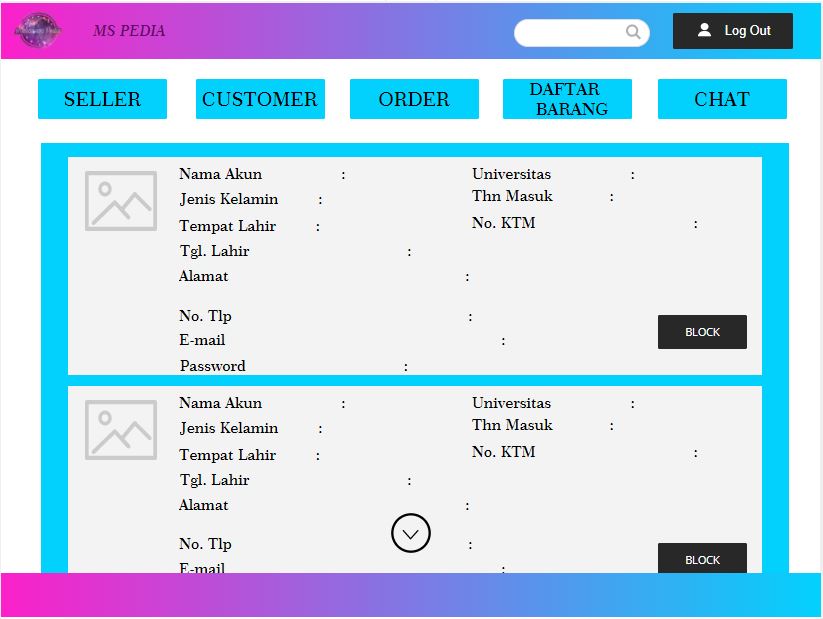 MS PEDIA
Log Out
SELLER
CUSTOMER
ORDER
DAFTAR
BARANG
CHAT
Nama Akun :
Jenis Kelamin :
Tempat Lahir :
Tgl. Lahir :
Alamat :
No. Tlp :
E-mail :
Password :
Universitas :
Thn Masuk :
No. KTM :
BLOCK
Nama Akun :
Jenis Kelamin :
Tempat Lahir :
Tgl. Lahir :
Alamat :
No. Tlp :
E-mail :
Universitas :
Thn Masuk :
No. KTM :
BLOCK